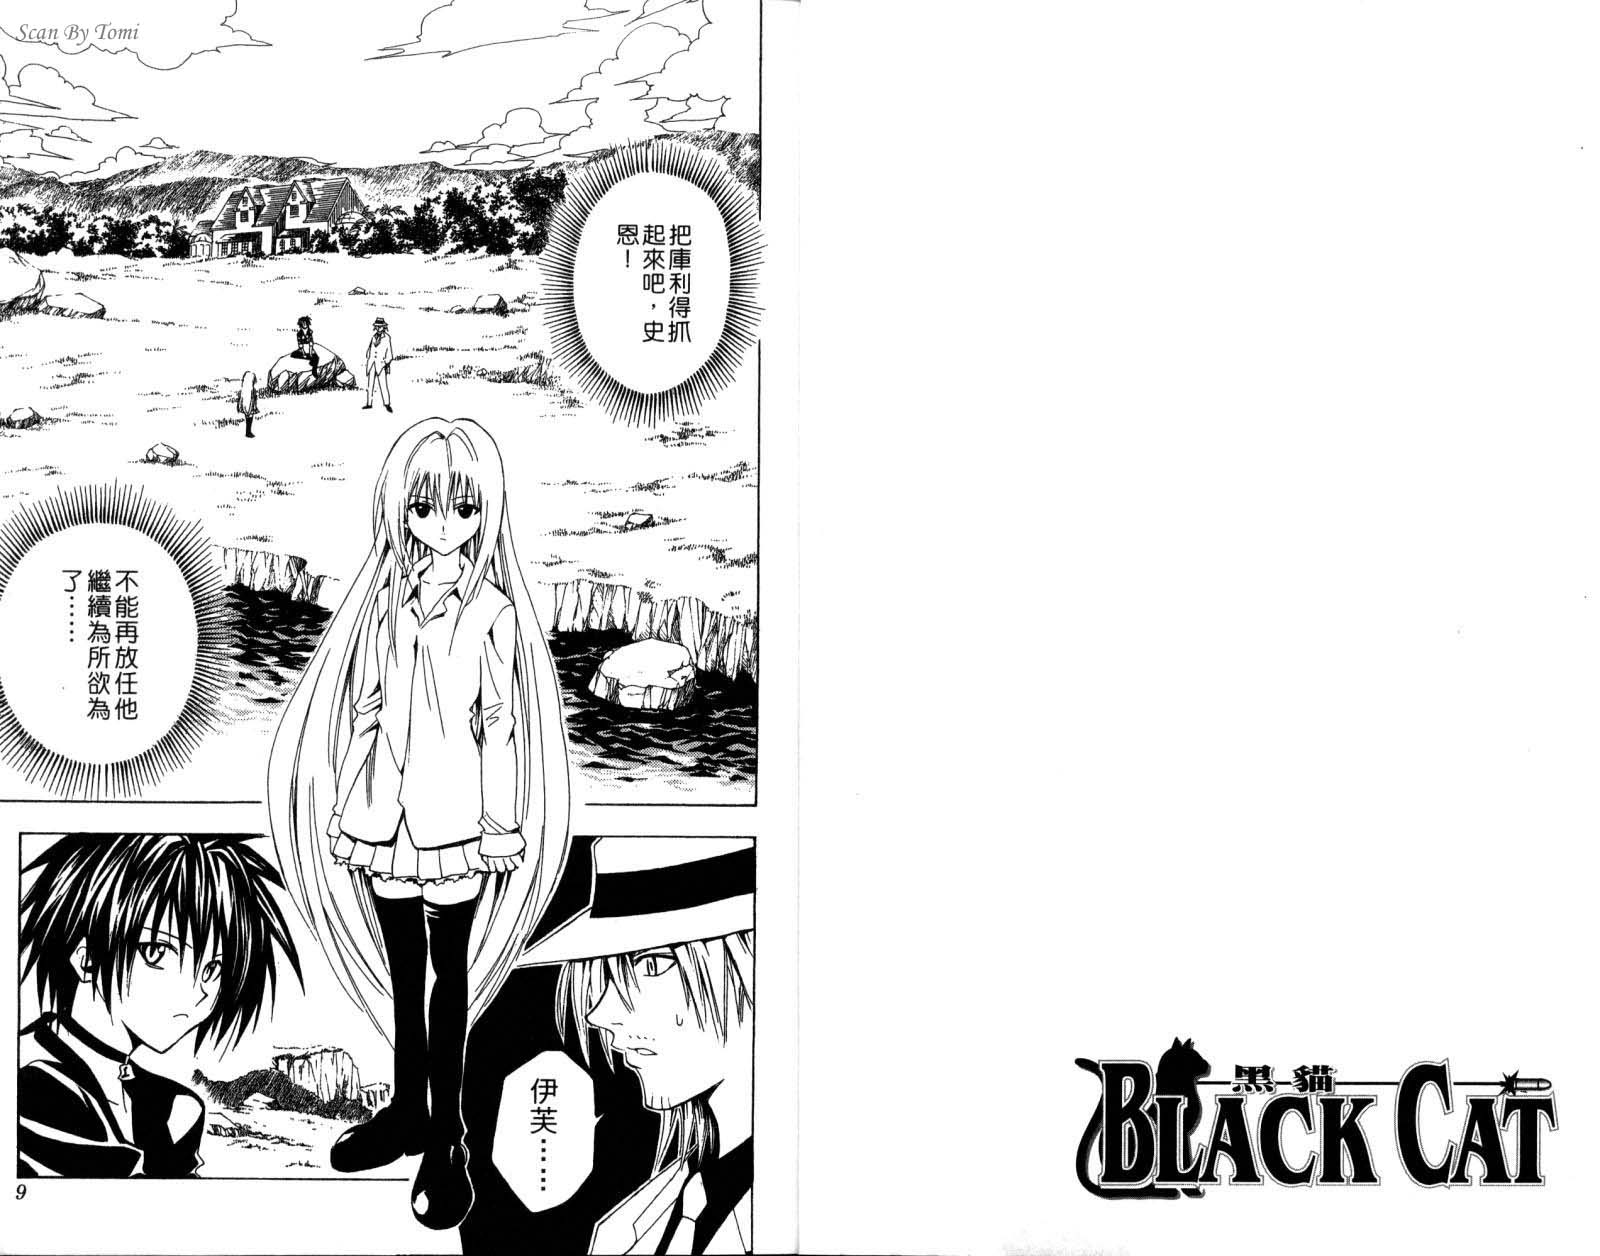 Scan By Tomi
黑貓
BLACK CAT
把庫利得抓
起來吧，史
恩！
不能再放任他
繼續為所欲為
了……
伊芙……
9